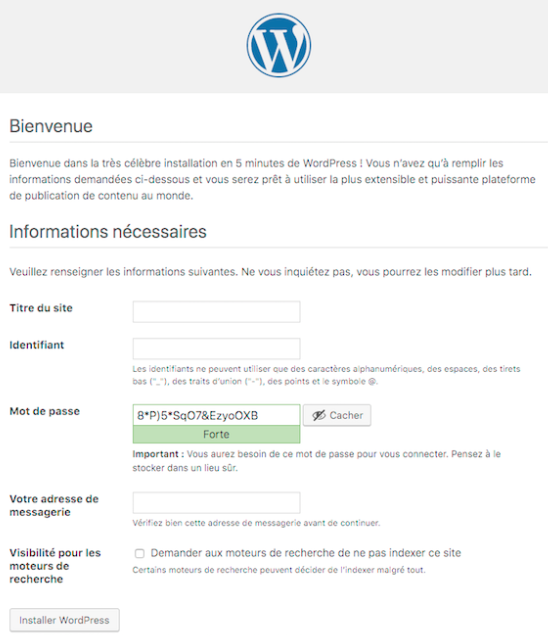 Bienvenue
Bienvenue dans la très célèbre installation en 5 minutes de WordPress ! Vous n'avez qu'à remplir les
informations demandées ci-dessous et vous serez prêt à utiliser la plus extensible et puissante plateforme
de publication de contenu au monde.
Informations nécessaires
Veuillez renseigner les informations suivantes. Ne vous inquiétez pas, vous pourrez les modifier plus tard.
Titre du site
Identifiant
Les identifiants ne peuvent utiliser que des caractères alphanumériques, des espaces, des tirets
bas ("_"), des traits d'union ("-"), des points et le symbole @.
Mot de passe
8*P)5*SqO7&EzyoOXB
Cacher
Forte
Important : Vous aurez besoin de ce mot de passe pour vous connecter. Pensez à le
stocker dans un lieu sûr.
Votre adresse de
messagerie
Vérifiez bien cette adresse de messagerie avant de continuer.
Visibilité pour les
moteurs de
recherche
Demander aux moteurs de recherche de ne pas indexer ce site
Certains moteurs de recherche peuvent décider de l'indexer malgré tout.
Installer WordPress